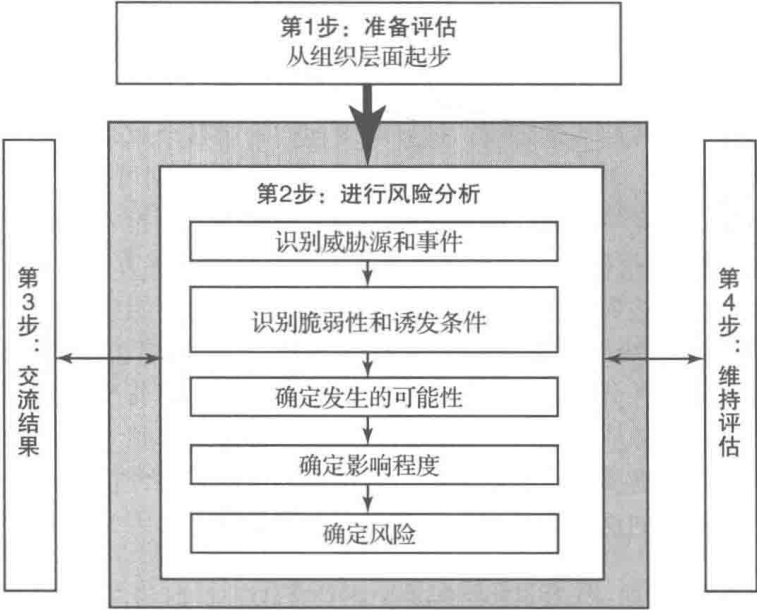 第1步：准备评估
从组织层面起步
第2步：进行风险分析
识别威胁源和事件
识别脆弱性和诱发条件
确定发生的可能性
确定影响程度
确定风险
第3步：交流结果
第4步：维持评估